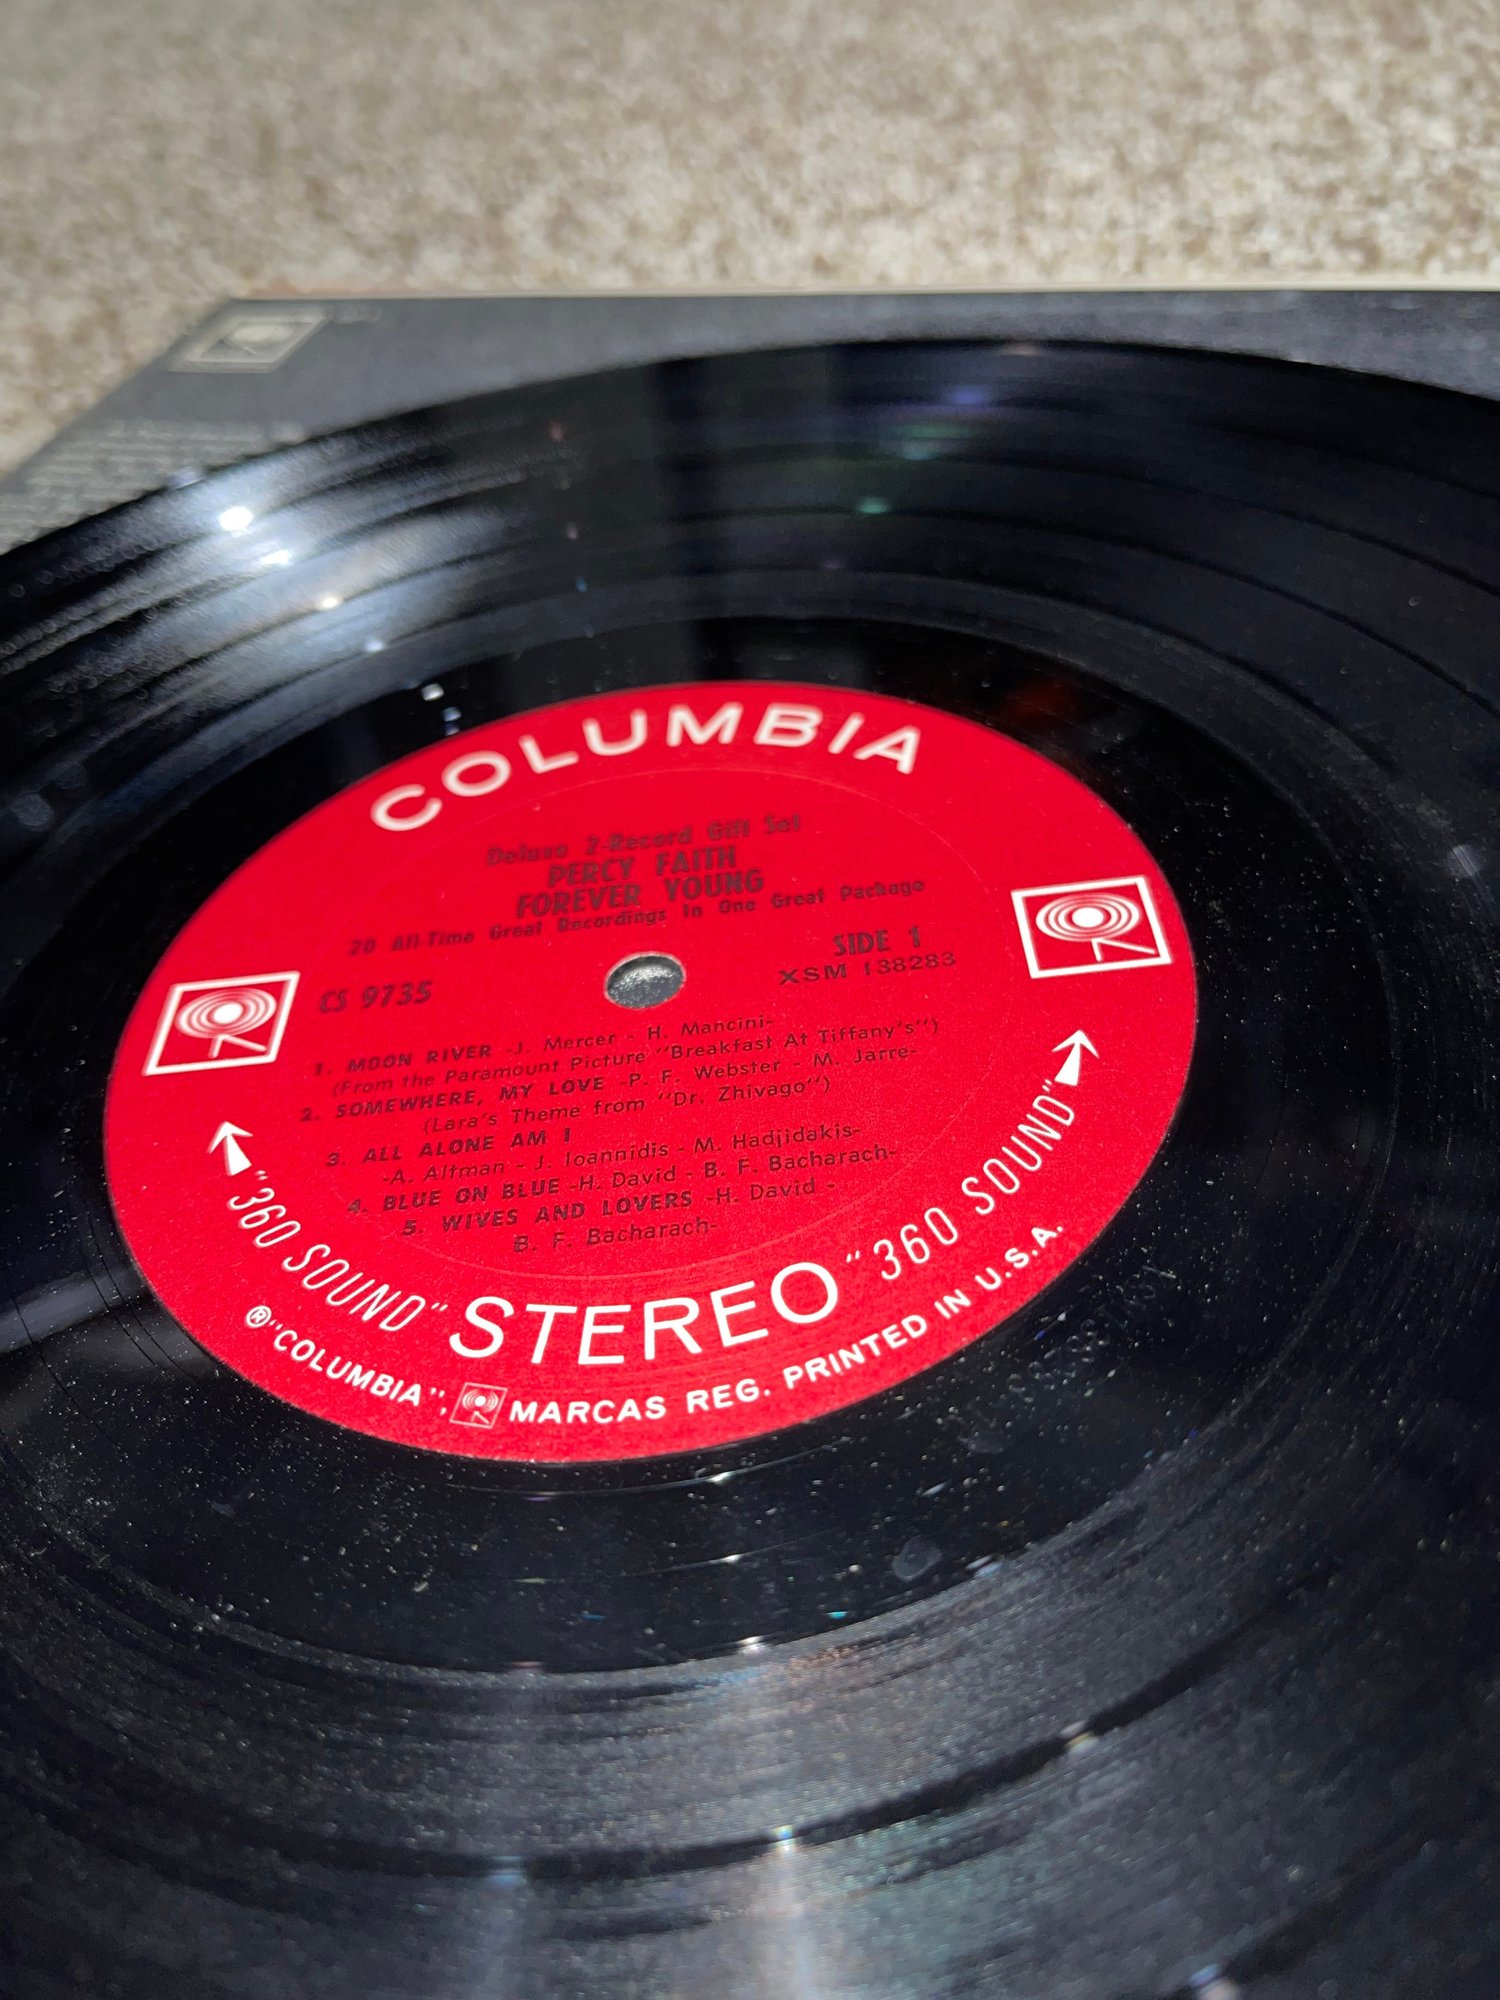 COLUMBIA
Deluxe 2-Record Gift Set
PERCY FAITH
FOREVER YOUNG
20 All-Time Great Recordings In One Great Package
CS 9735
SIDE 1
XSM 138283
1. MOON RIVER -J. Mercer - H. Mancini-
(From the Paramount Picture "Breakfast At Tiffany's")
2. SOMEWHERE, MY LOVE -P. F. Webster - M. Jarre-
(Lara's Theme from "Dr. Zhivago")
3. ALL ALONE AM I
-A. Altman - J. Ioannidis - M. Hadjidakis-
4. BLUE ON BLUE -H. David - B. F. Bacharach-
5. WIVES AND LOVERS -H. David -
B. F. Bacharach-
"360 SOUND" STEREO "360 SOUND"
® "COLUMBIA", MARCAS REG. PRINTED IN U.S.A.